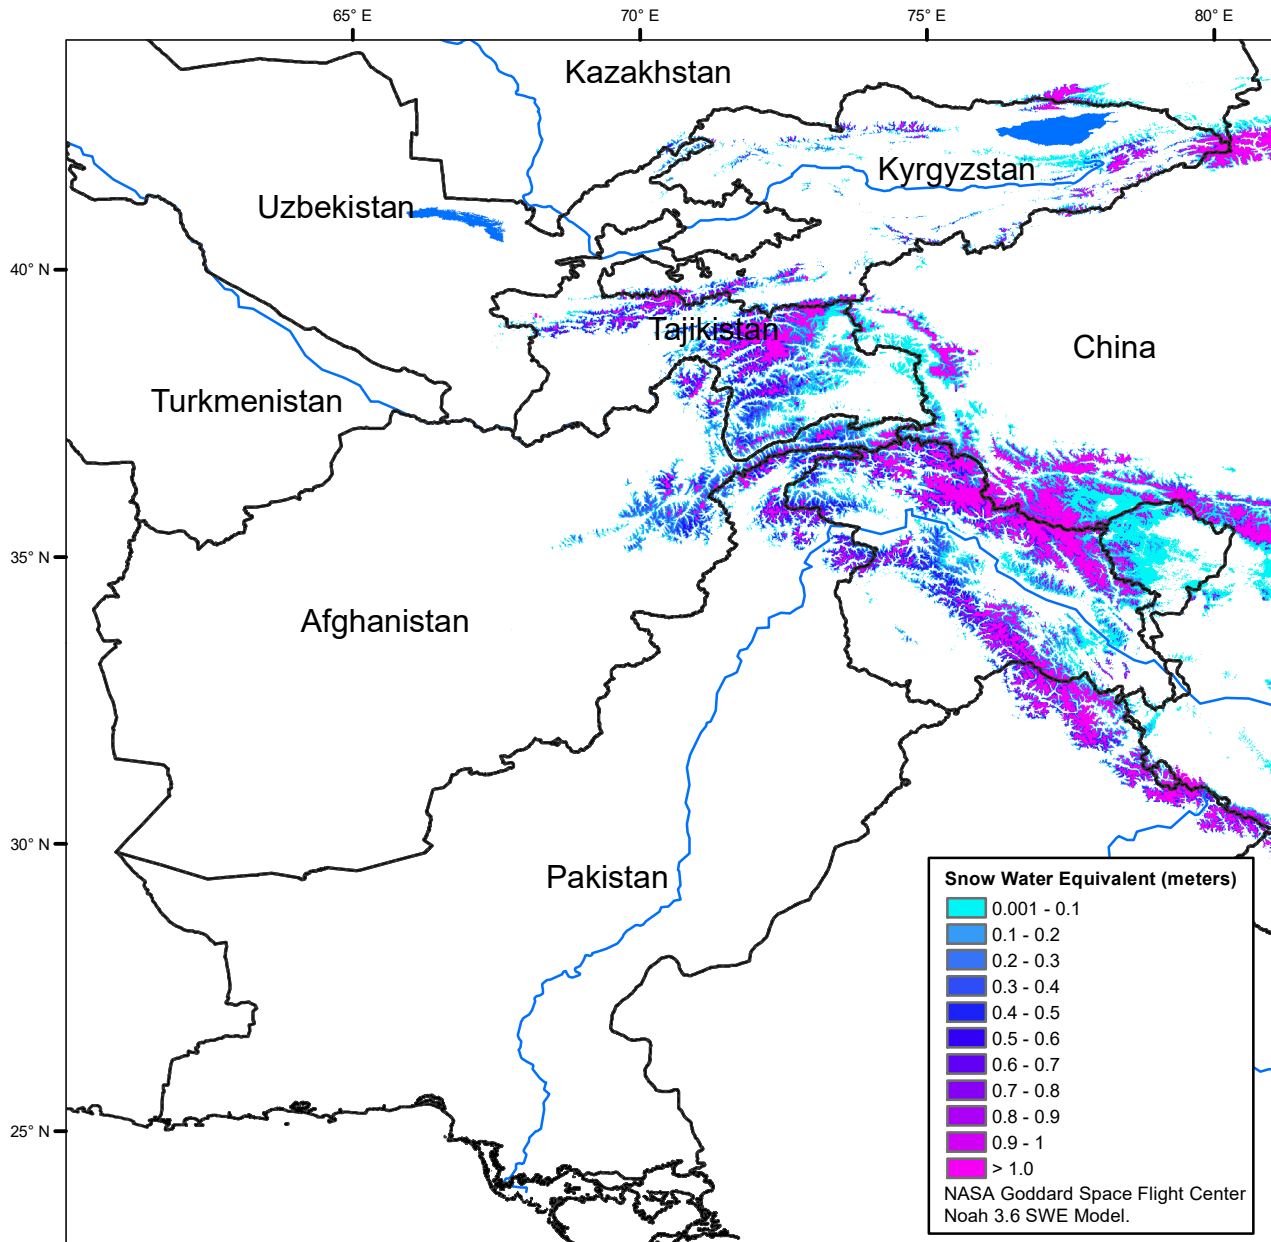 65° E
70° E
75° E
80° E
Kazakhstan
Kyrgyzstan
Uzbekistan
40° N
Tajikistan
China
Turkmenistan
35° N
Afghanistan
30° N
Pakistan
25° N
Snow Water Equivalent (meters)
0.001 - 0.1
0.1 - 0.2
0.2 - 0.3
0.3 - 0.4
0.4 - 0.5
0.5 - 0.6
0.6 - 0.7
0.7 - 0.8
0.8 - 0.9
0.9 - 1
> 1.0
NASA Goddard Space Flight Center
Noah 3.6 SWE Model.